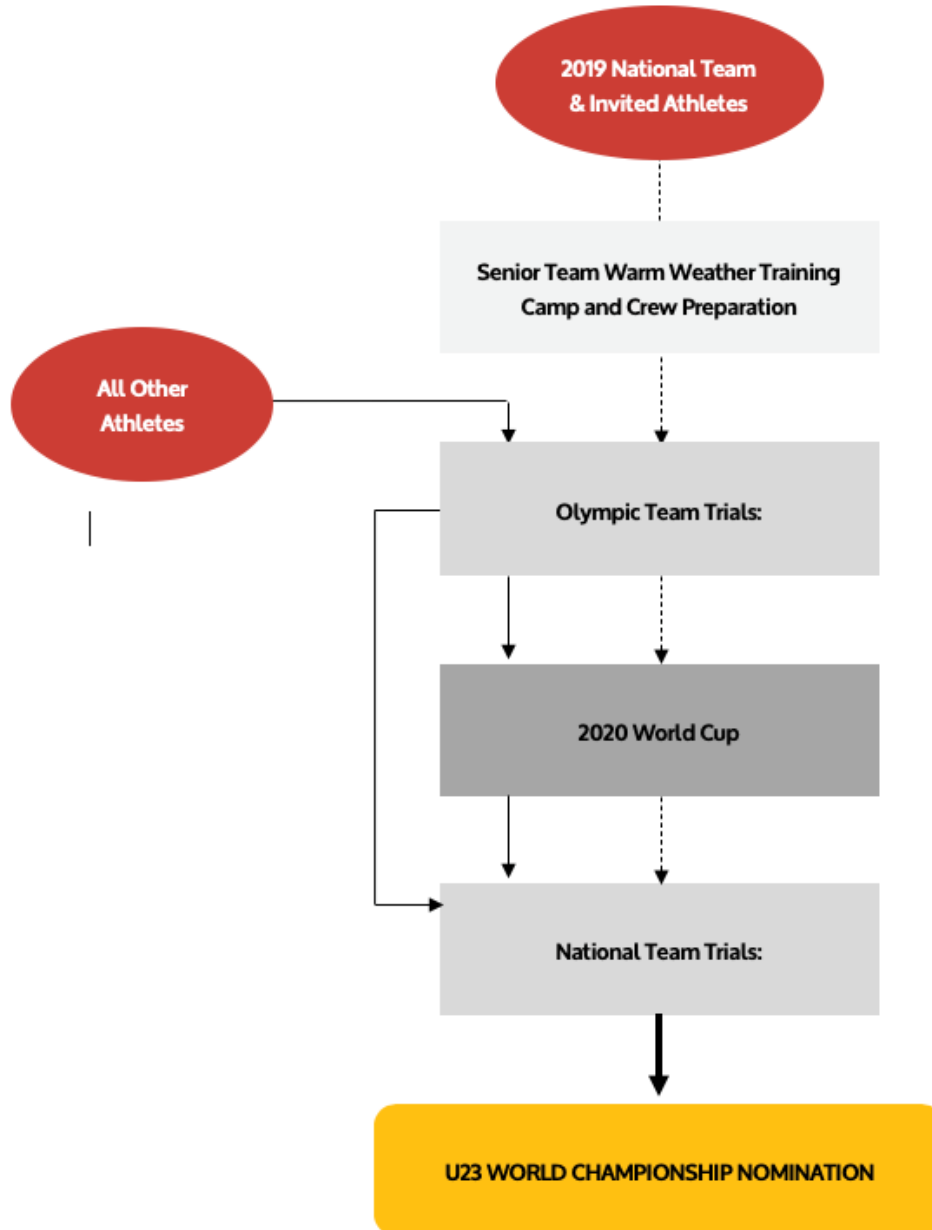 2019 National Team
& Invited Athletes
Senior Team Warm Weather Training
Camp and Crew Preparation
All Other
Athletes
Olympic Team Trials:
2020 World Cup
National Team Trials:
U23 WORLD CHAMPIONSHIP NOMINATION